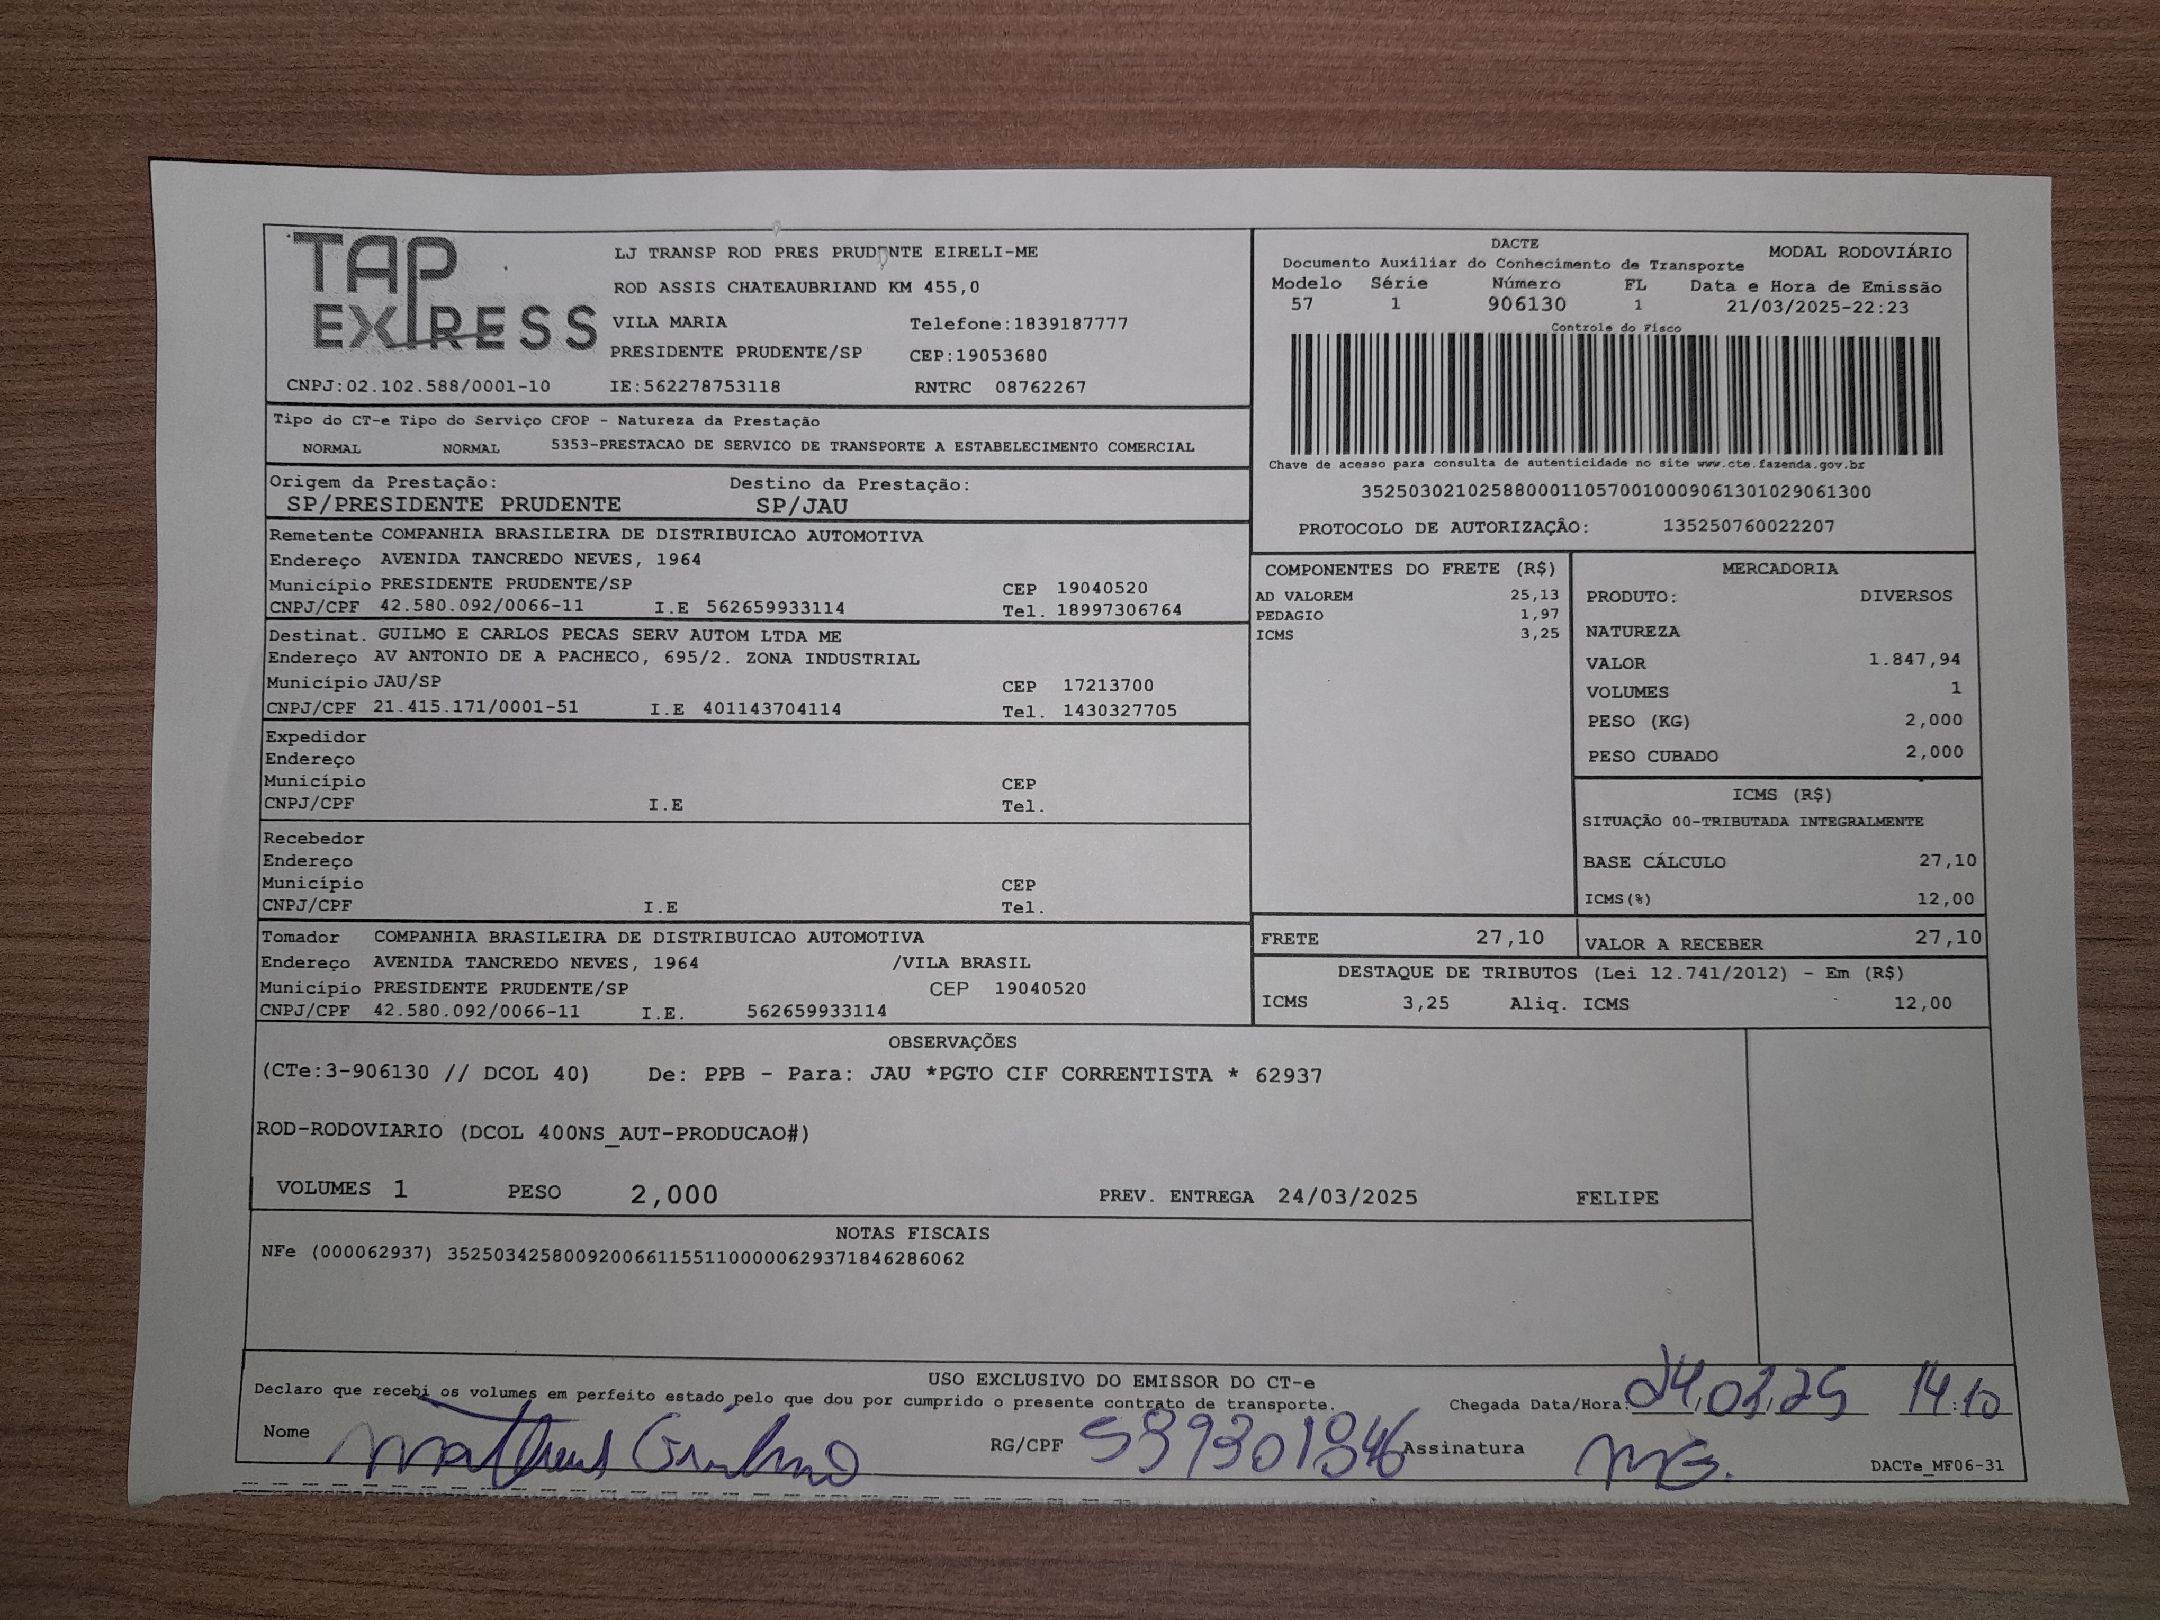 TAP EXPRESS
LJ TRANSP ROD PRES PRUDENTE EIRELI-ME
ROD ASSIS CHATEAUBRIAND KM 455,0
VILA MARIA Telefone:1839187777
PRESIDENTE PRUDENTE/SP CEP:19053680
CNPJ:02.102.588/0001-10 IE:562278753118 RNTRC 08762267
DACTE MODAL RODOVIÁRIO
Documento Auxiliar do Conhecimento de Transporte
Modelo Série Número FL Data e Hora de Emissão
57 1 906130 1 21/03/2025-22:23
Controle do Fisco
Chave de acesso para consulta de autenticidade no site www.cte.fazenda.gov.br
35250302102588000110570010009061301029061300
PROTOCOLO DE AUTORIZAÇÃO: 135250760022207
Tipo do CT-e Tipo do Serviço CFOP - Natureza da Prestação
NORMAL NORMAL 5353-PRESTACAO DE SERVICO DE TRANSPORTE A ESTABELECIMENTO COMERCIAL
Origem da Prestação: Destino da Prestação:
SP/PRESIDENTE PRUDENTE SP/JAU
Remetente COMPANHIA BRASILEIRA DE DISTRIBUICAO AUTOMOTIVA
Endereço AVENIDA TANCREDO NEVES, 1964
Município PRESIDENTE PRUDENTE/SP CEP 19040520
CNPJ/CPF 42.580.092/0066-11 I.E 562659933114 Tel. 18997306764
Destinat. GUILMO E CARLOS PECAS SERV AUTOM LTDA ME
Endereço AV ANTONIO DE A PACHECO, 695/2. ZONA INDUSTRIAL
Município JAU/SP CEP 17213700
CNPJ/CPF 21.415.171/0001-51 I.E 401143704114 Tel. 1430327705
Expedidor
Endereço
Município CEP
CNPJ/CPF I.E Tel.
Recebedor
Endereço
Município CEP
CNPJ/CPF I.E Tel.
Tomador COMPANHIA BRASILEIRA DE DISTRIBUICAO AUTOMOTIVA
Endereço AVENIDA TANCREDO NEVES, 1964 /VILA BRASIL
Município PRESIDENTE PRUDENTE/SP CEP 19040520
CNPJ/CPF 42.580.092/0066-11 I.E. 562659933114
COMPONENTES DO FRETE (R$)
AD VALOREM 25,13
PEDAGIO 1,97
ICMS 3,25
MERCADORIA
PRODUTO: DIVERSOS
NATUREZA
VALOR 1.847,94
VOLUMES 1
PESO (KG) 2,000
PESO CUBADO 2,000
ICMS (R$)
SITUAÇÃO 00-TRIBUTADA INTEGRALMENTE
BASE CÁLCULO 27,10
ICMS(%) 12,00
FRETE 27,10 VALOR A RECEBER 27,10
DESTAQUE DE TRIBUTOS (Lei 12.741/2012) - Em (R$)
ICMS 3,25 Aliq. ICMS 12,00
OBSERVAÇÕES
(CTe:3-906130 // DCOL 40) De: PPB - Para: JAU *PGTO CIF CORRENTISTA * 62937
ROD-RODOVIARIO (DCOL 400NS_AUT-PRODUCAO#)
VOLUMES 1 PESO 2,000 PREV. ENTREGA 24/03/2025 FELIPE
NOTAS FISCAIS
NFe (000062937) 35250342580092006611551100000629371846286062
USO EXCLUSIVO DO EMISSOR DO CT-e
Declaro que recebi os volumes em perfeito estado pelo que dou por cumprido o presente contrato de transporte. Chegada Data/Hora: 24.03.25 14:10
Nome Matheus Guilmo RG/CPF 539301846 Assinatura MG.
DACTe_MF06-31